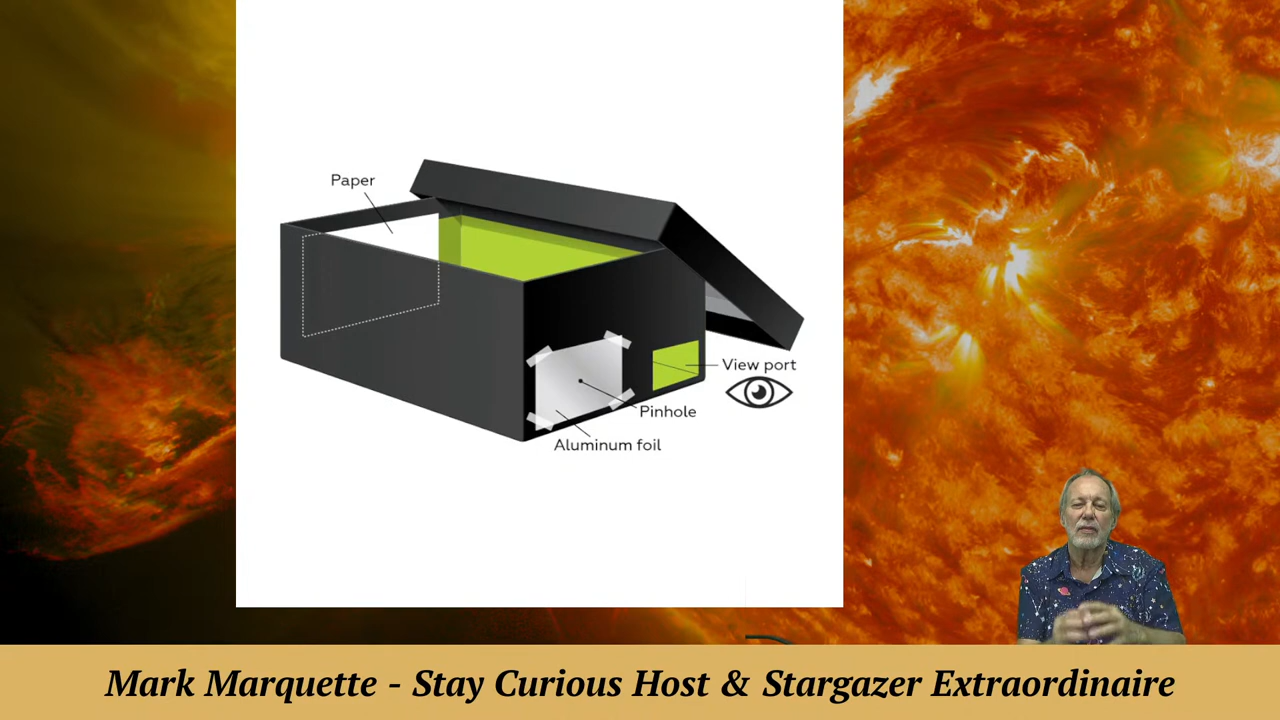 Paper
View port
Pinhole
Aluminum foil
Mark Marquette - Stay Curious Host & Stargazer Extraordinaire